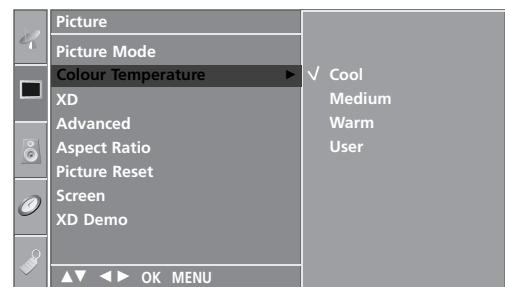 Picture
Picture Mode
Colour Temperature ►
XD
Advanced
Aspect Ratio
Picture Reset
Screen
XD Demo
▲▼ ◄► OK MENU
√ Cool
Medium
Warm
User